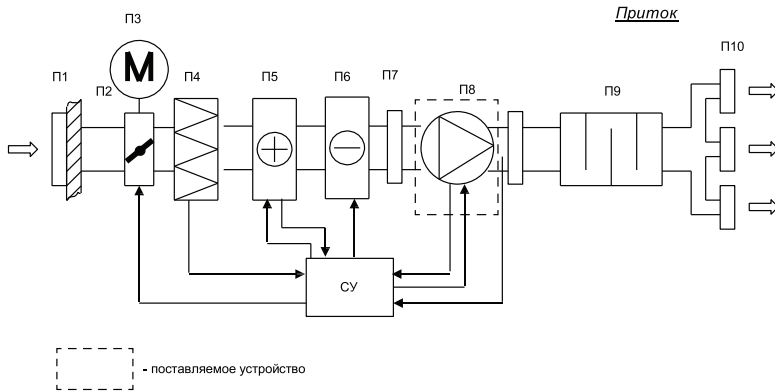 Приток
П3
П10
П1
П2
М
П4
П5
П6
П7
П8
П9
СУ
- поставляемое устройство